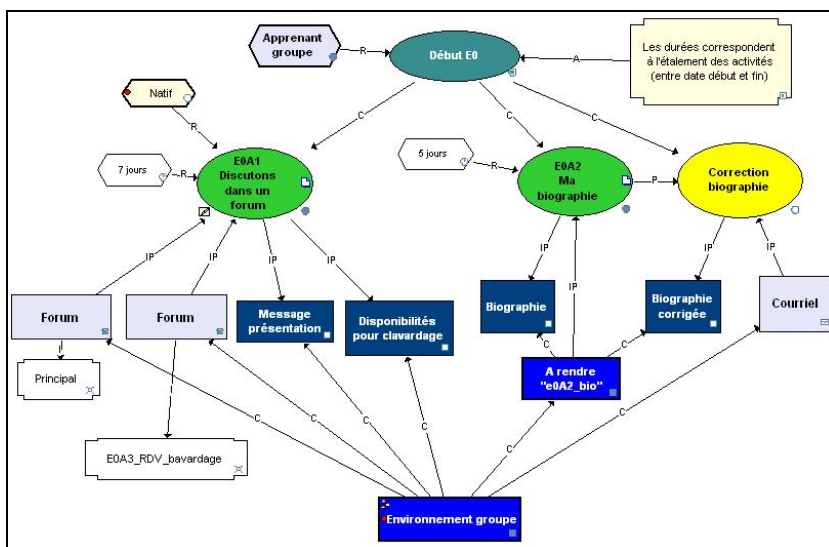 Apprenant
groupe
R
Début E0
A
Les durées correspondent
à l'étalement des activités
(entre date début et fin)
Natif
R
C
C
C
7 jours
R
E0A1
Discutons
dans un
forum
5 jours
R
E0A2
Ma
biographie
P
Correction
biographie
IP
IP
IP
IP
IP
IP
IP
IP
Forum
Forum
Message
présentation
Disponibilités
pour clavardage
Biographie
Biographie
corrigée
Courriel
I
I
C
C
Principal
A rendre
"e0A2_bio"
E0A3_RDV_bavardage
C
C
C
C
C
C
Environnement groupe